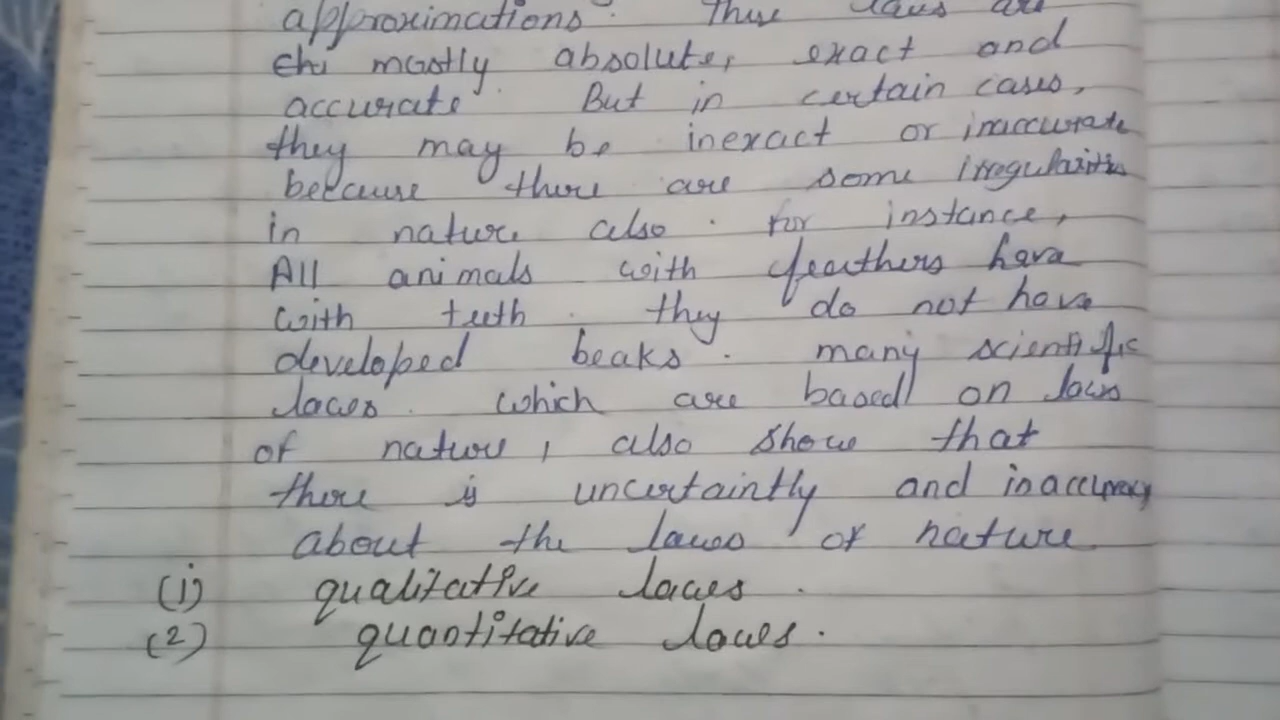 approximations. These laws are
mostly absolute, exact and
accurate. But in certain cases,
they may be inexact or inaccurate
because there are some irregularities
in nature also. for instance,
All animals with feathers have
with teeth. they do not have
developed beaks. many scientific
laws. which are based on laws
of nature, also show that
there is uncertaintly and inaccuracy
about the laws of nature
(i) qualitative laws.
(2) quantitative laws.